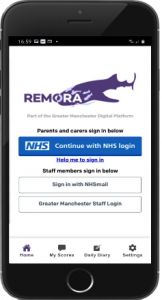 16:59
REMORA
Part of the Greater Manchester Digital Platform
Parents and carers sign in below
NHS Continue with NHS login
Help me to sign in
Staff members sign in below
Sign in with NHSmail
Greater Manchester Staff Login
Home My Scores Daily Diary Settings